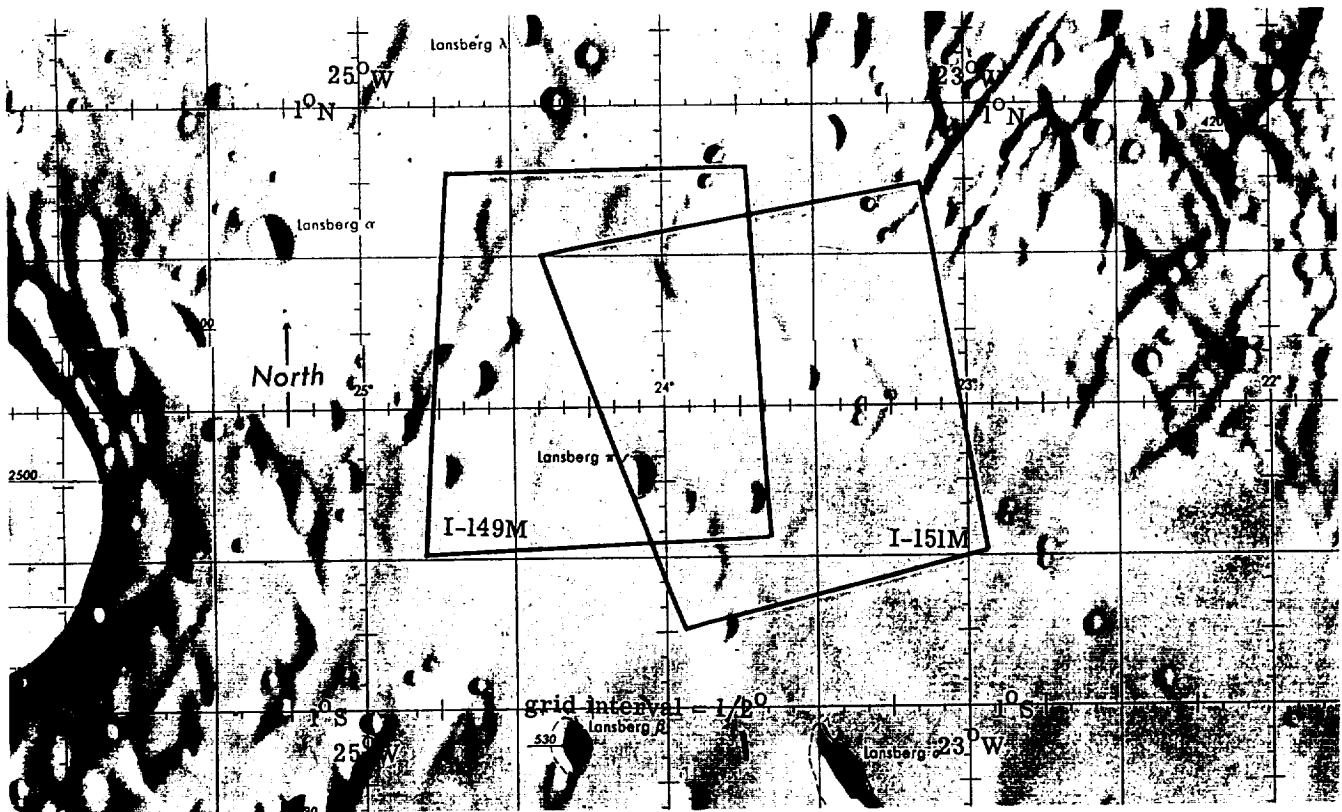 Lansberg λ
25°W
23°W
1°N
1°N
420
Lansberg α
North
25°
24°
23°
22°
Lansberg π
2500
I-149M
I-151M
grid interval = 1/2°
1°S
1°S
Lansberg β
530
25°W
Lansberg
23°W